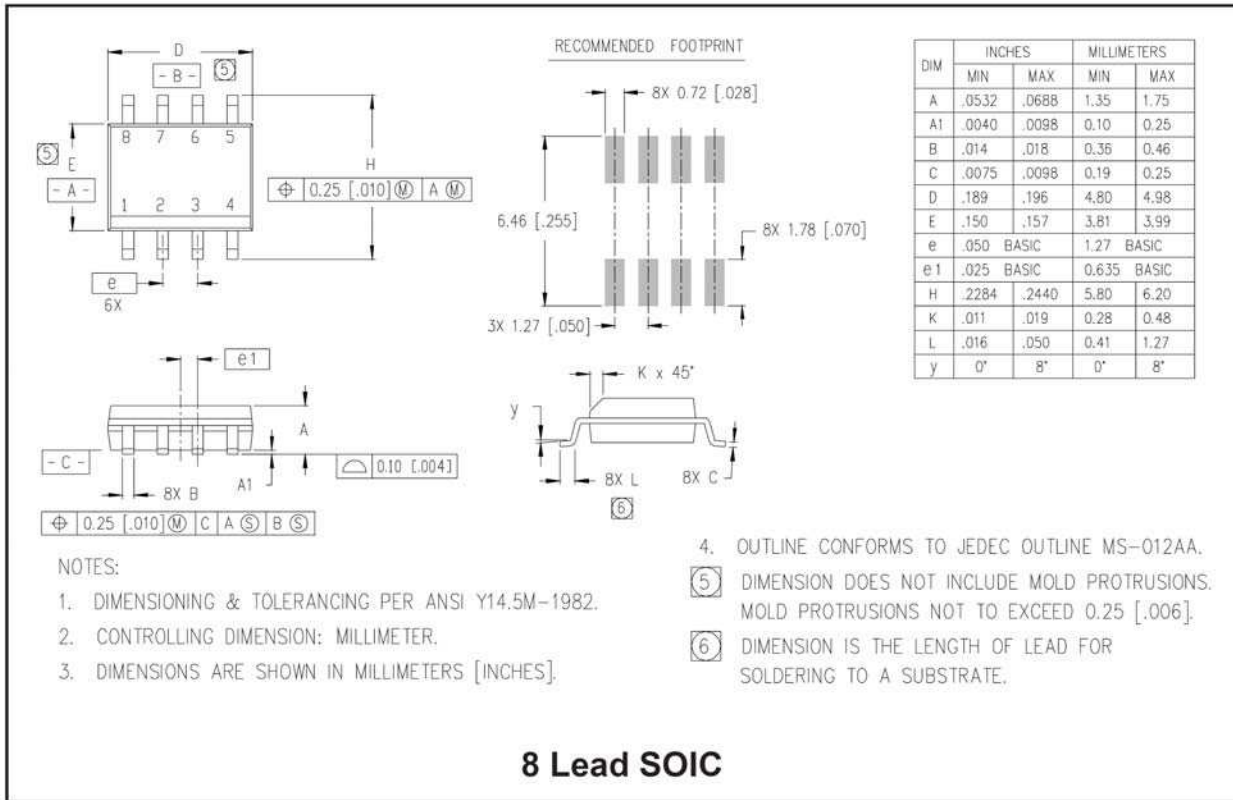 D
- B -
5
8 7 6 5
5
E
- A -
H
⌖ 0.25 [.010] Ⓜ A Ⓜ
1 2 3 4
e
6X
RECOMMENDED FOOTPRINT
8X 0.72 [.028]
6.46 [.255]
8X 1.78 [.070]
3X 1.27 [.050]
DIM INCHES MILLIMETERS
MIN MAX MIN MAX
A .0532 .0688 1.35 1.75
A1 .0040 .0098 0.10 0.25
B .014 .018 0.36 0.46
C .0075 .0098 0.19 0.25
D .189 .196 4.80 4.98
E .150 .157 3.81 3.99
e .050 BASIC 1.27 BASIC
e1 .025 BASIC 0.635 BASIC
H .2284 .2440 5.80 6.20
K .011 .019 0.28 0.48
L .016 .050 0.41 1.27
y 0° 8° 0° 8°
e1
A
- C -
8X B
A1
⌓ 0.10 [.004]
⌖ 0.25 [.010] Ⓜ C A Ⓢ B Ⓢ
K x 45°
y
8X L
6
8X C
NOTES:
1. DIMENSIONING & TOLERANCING PER ANSI Y14.5M-1982.
2. CONTROLLING DIMENSION: MILLIMETER.
3. DIMENSIONS ARE SHOWN IN MILLIMETERS [INCHES].
4. OUTLINE CONFORMS TO JEDEC OUTLINE MS-012AA.
5 DIMENSION DOES NOT INCLUDE MOLD PROTRUSIONS.
MOLD PROTRUSIONS NOT TO EXCEED 0.25 [.006].
6 DIMENSION IS THE LENGTH OF LEAD FOR
SOLDERING TO A SUBSTRATE.
8 Lead SOIC